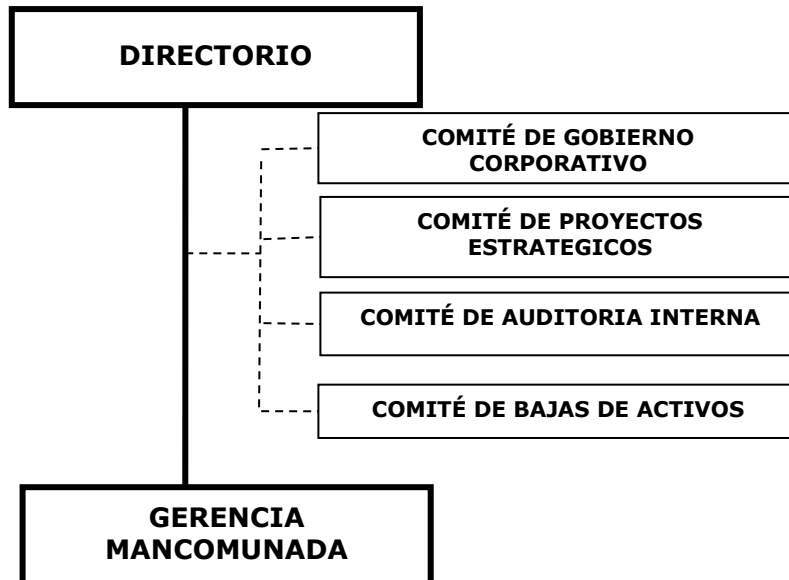 DIRECTORIO
COMITÉ DE GOBIERNO
CORPORATIVO
COMITÉ DE PROYECTOS
ESTRATEGICOS
COMITÉ DE AUDITORIA INTERNA
COMITÉ DE BAJAS DE ACTIVOS
GERENCIA
MANCOMUNADA